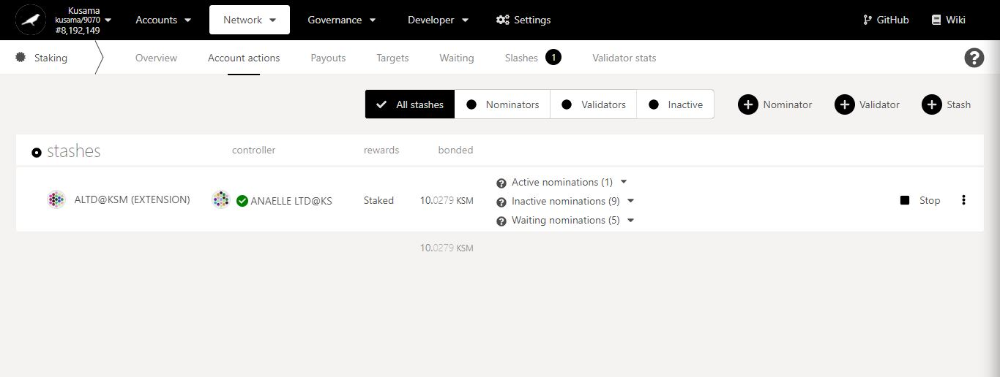 Kusama
kusama/9070
#8,192,149
Accounts Network Governance Developer Settings GitHub Wiki
Staking Overview Account actions Payouts Targets Waiting Slashes 1 Validator stats ?
All stashes Nominators Validators Inactive Nominator Validator Stash
stashes controller rewards bonded
Active nominations (1)
ALTD@KSM (EXTENSION) ANAELLE LTD@KS Staked 10.0279 KSM Inactive nominations (9) Stop
Waiting nominations (5)
10.0279 KSM